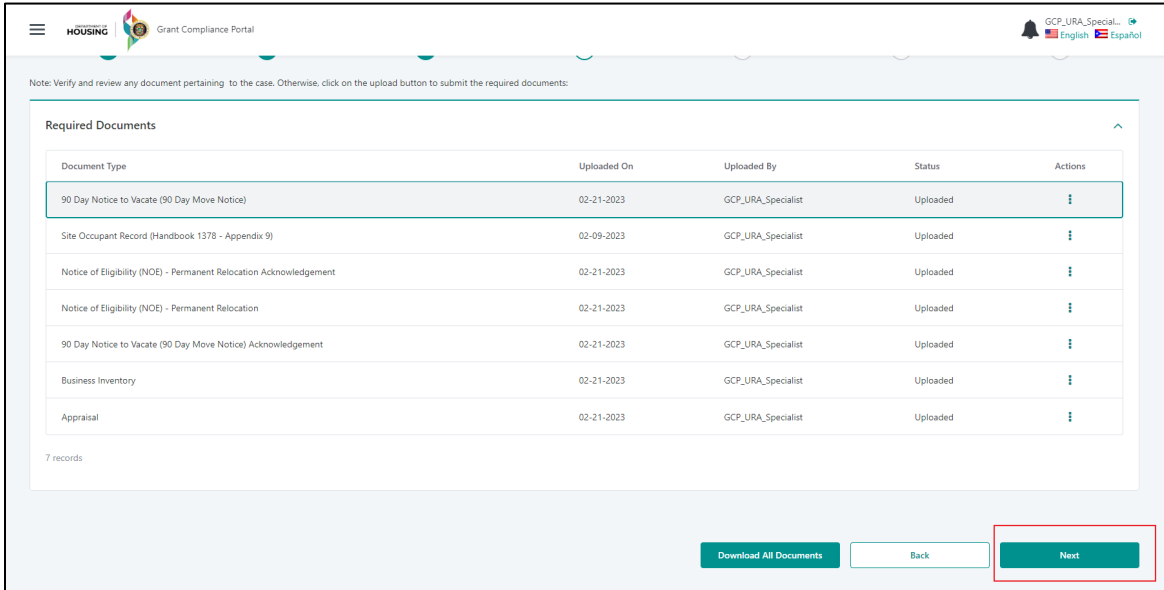 DEPARTMENT OF
HOUSING
Grant Compliance Portal
GCP_URA_Special...
English Español
Note: Verify and review any document pertaining to the case. Otherwise, click on the upload button to submit the required documents:
Required Documents
Document Type Uploaded On Uploaded By Status Actions
90 Day Notice to Vacate (90 Day Move Notice) 02-21-2023 GCP_URA_Specialist Uploaded
Site Occupant Record (Handbook 1378 - Appendix 9) 02-09-2023 GCP_URA_Specialist Uploaded
Notice of Eligibility (NOE) - Permanent Relocation Acknowledgement 02-21-2023 GCP_URA_Specialist Uploaded
Notice of Eligibility (NOE) - Permanent Relocation 02-21-2023 GCP_URA_Specialist Uploaded
90 Day Notice to Vacate (90 Day Move Notice) Acknowledgement 02-21-2023 GCP_URA_Specialist Uploaded
Business Inventory 02-21-2023 GCP_URA_Specialist Uploaded
Appraisal 02-21-2023 GCP_URA_Specialist Uploaded
7 records
Download All Documents Back Next